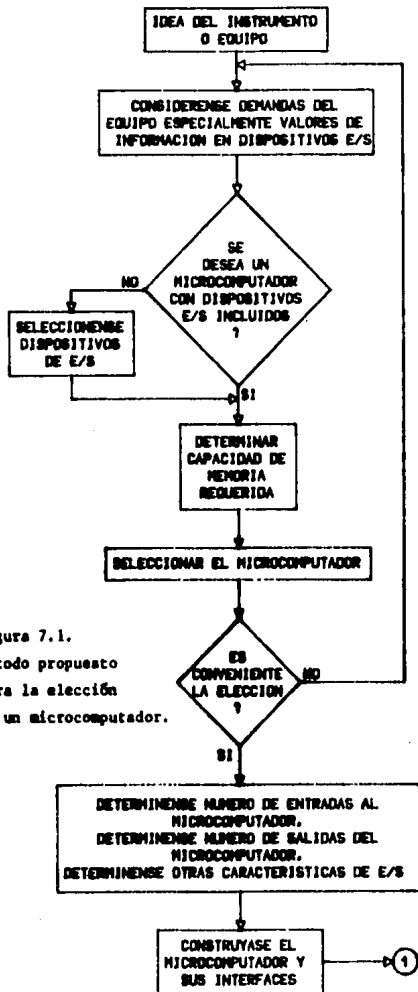 IDEA DEL INSTRUMENTO
O EQUIPO
CONSIDERENSE DEMANDAS DEL
EQUIPO ESPECIALMENTE VALORES DE
INFORMACION EN DISPOSITIVOS E/S
SE
DESEA UN
MICROCOMPUTADOR
CON DISPOSITIVOS
E/S INCLUIDOS
?
NO
SELECCIONENSE
DISPOSITIVOS
DE E/S
SI
DETERMINAR
CAPACIDAD DE
MEMORIA
REQUERIDA
SELECCIONAR EL MICROCOMPUTADOR
gura 7.1.
todo propuesto
ra la elección
un microcomputador.
ES
CONVENIENTE
LA ELECCION
?
NO
SI
DETERMINENSE NUMERO DE ENTRADAS AL
MICROCOMPUTADOR.
DETERMINENSE NUMERO DE SALIDAS DEL
MICROCOMPUTADOR.
DETERMINENSE OTRAS CARACTERISTICAS DE E/S
CONSTRUYASE EL
MICROCOMPUTADOR Y
SUS INTERFACES
1